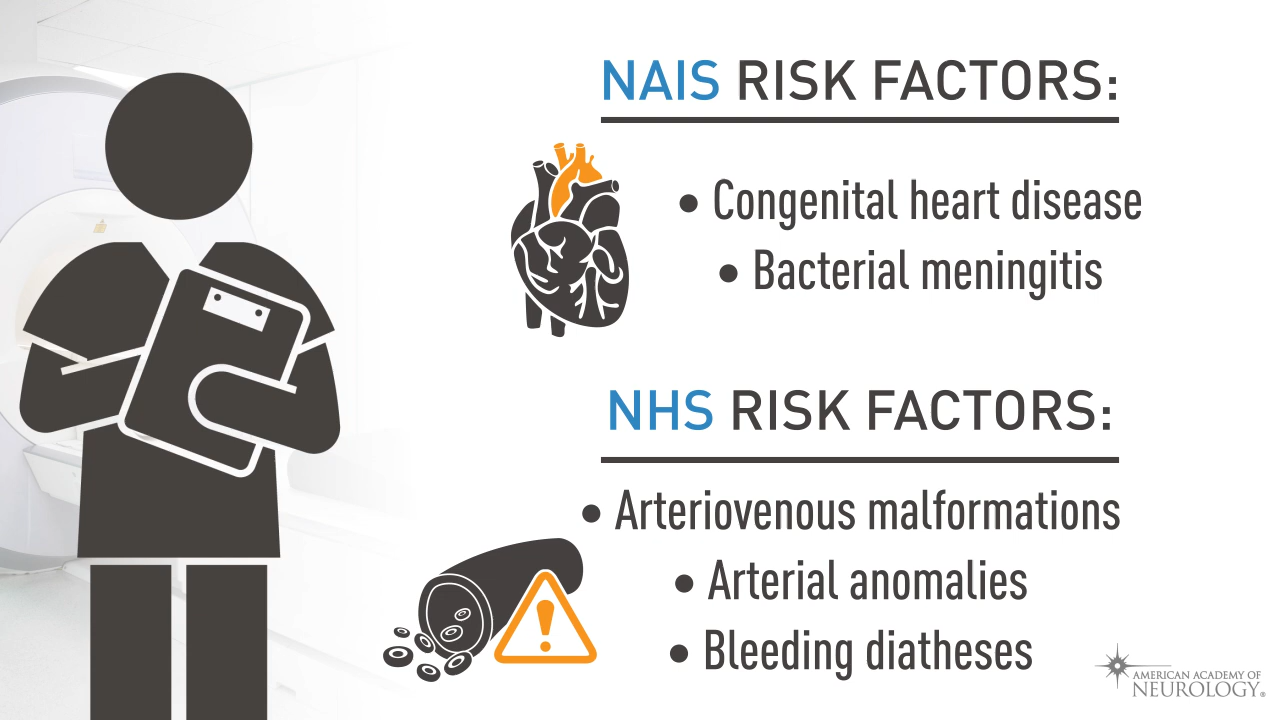 NAIS RISK FACTORS:
• Congenital heart disease
• Bacterial meningitis
NHS RISK FACTORS:
• Arteriovenous malformations
• Arterial anomalies
• Bleeding diatheses
AMERICAN ACADEMY OF
NEUROLOGY®